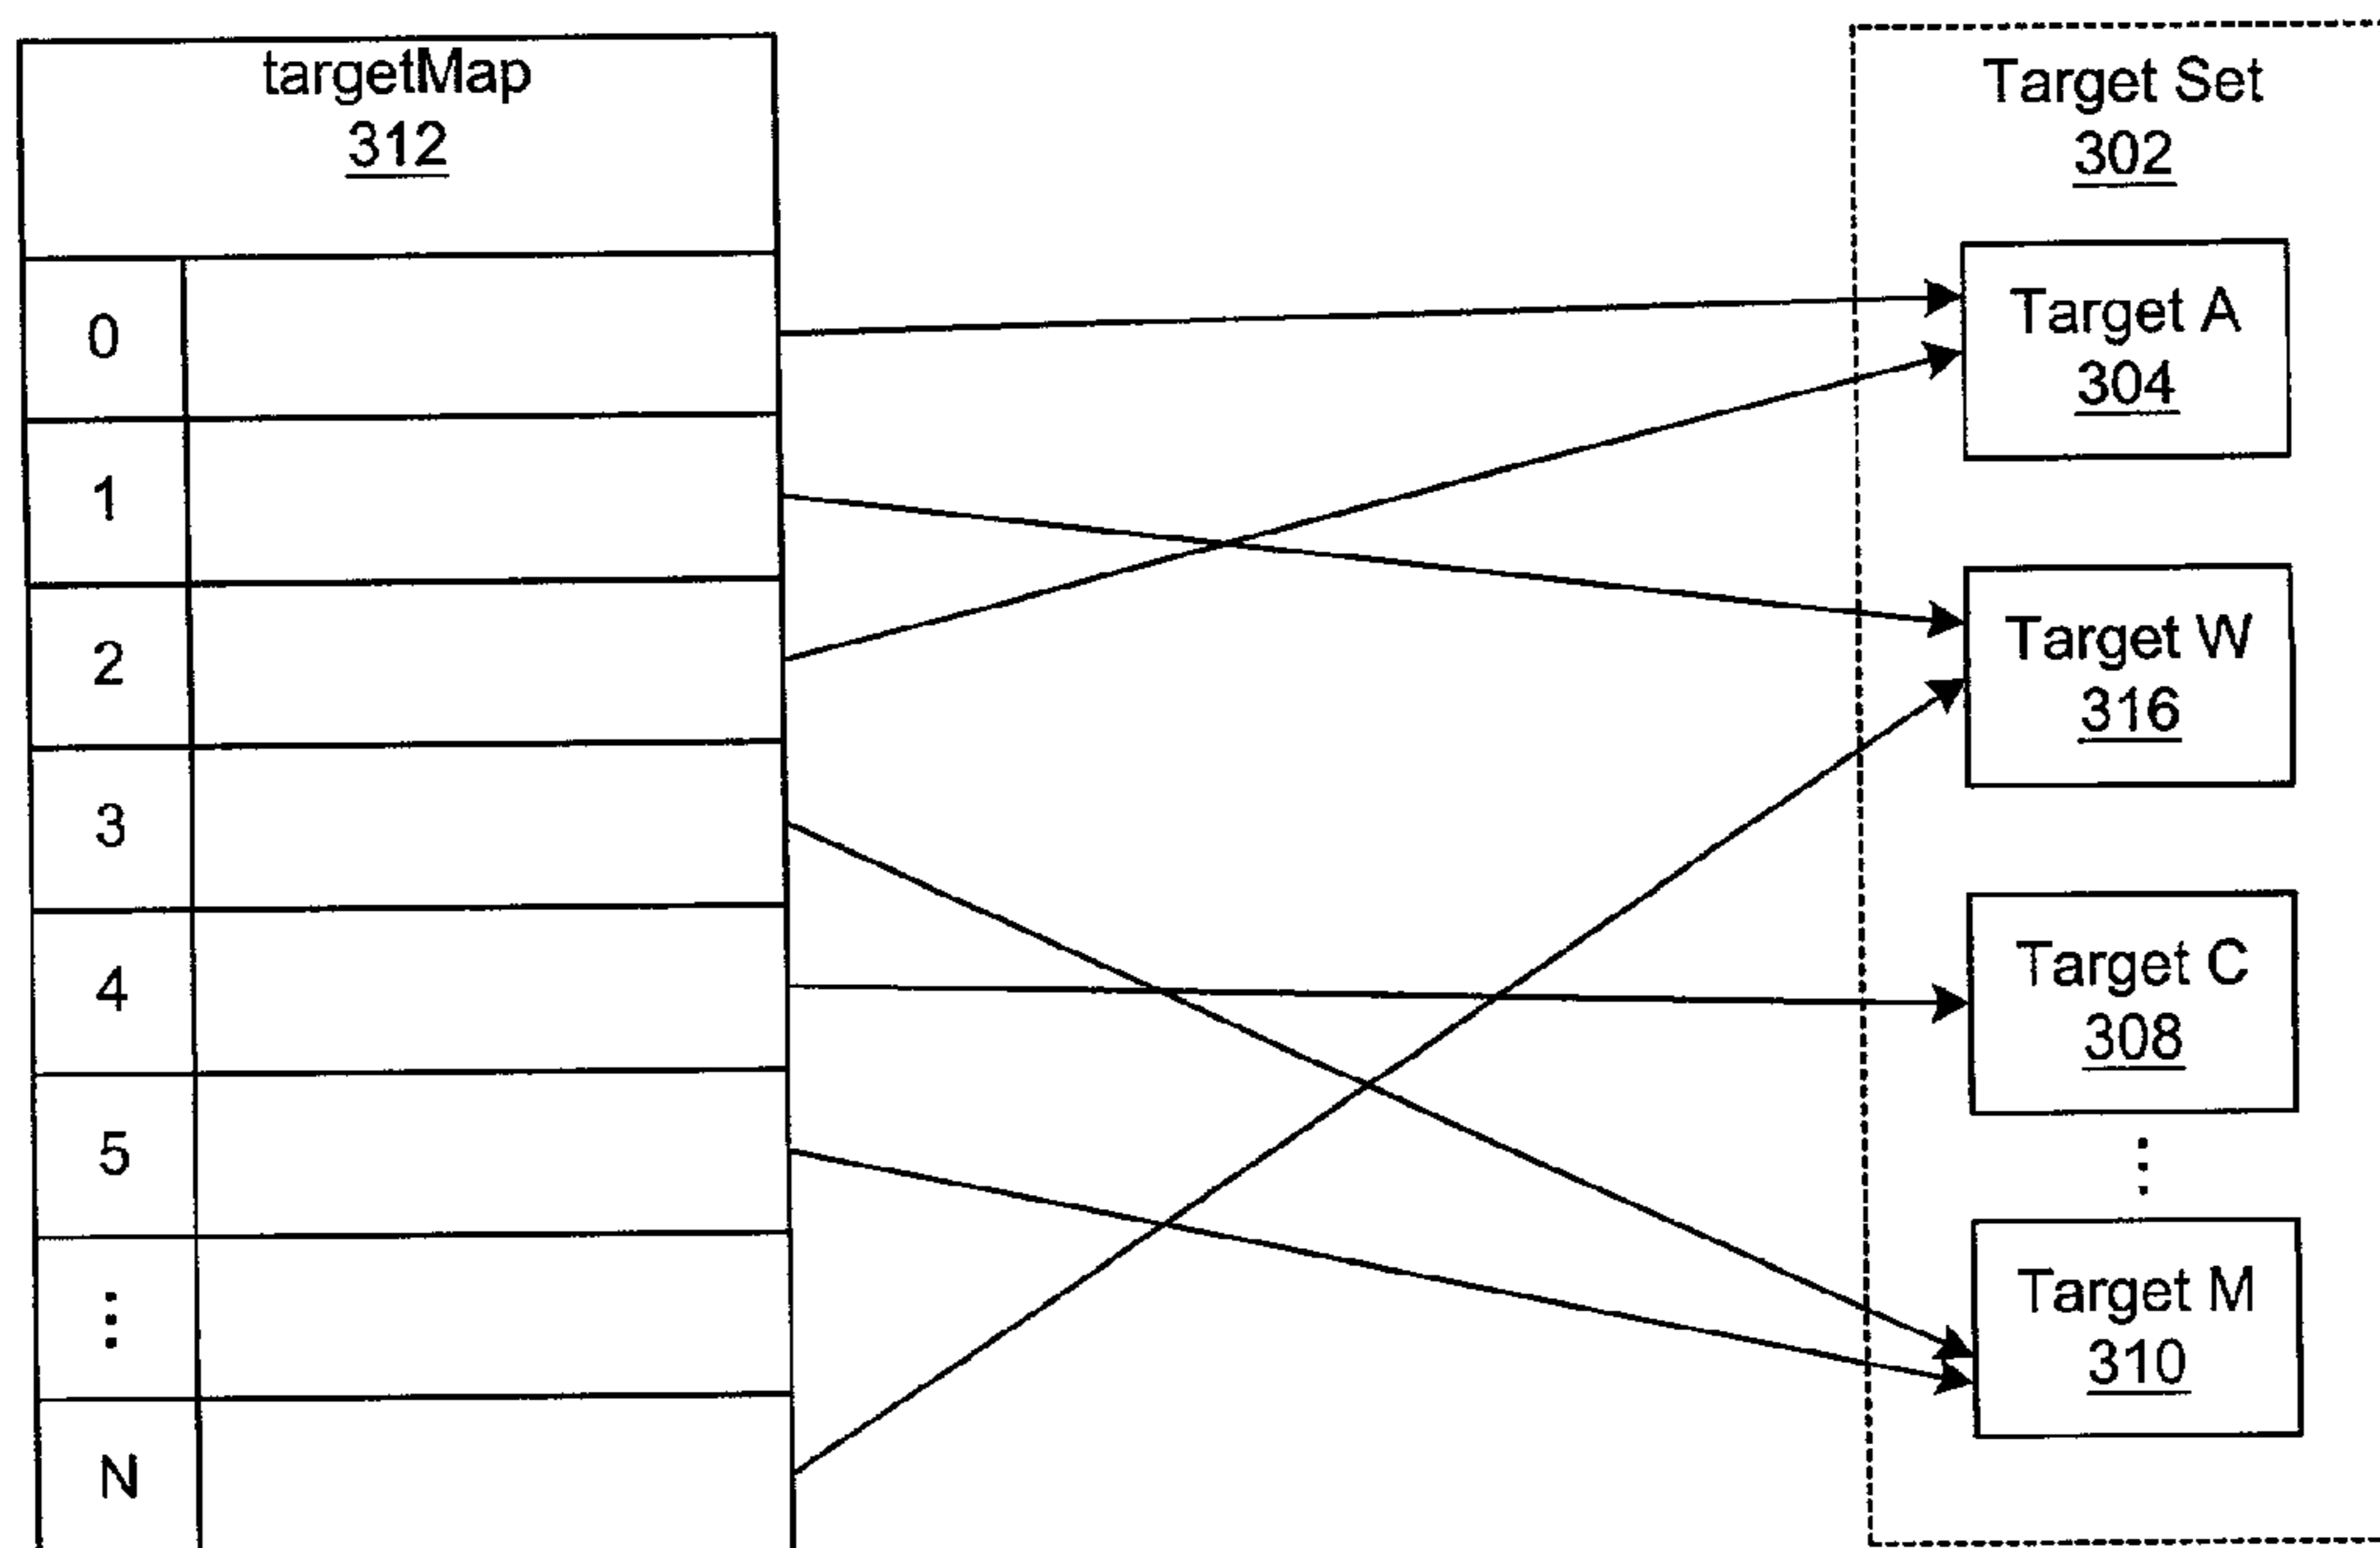 targetMap
312
0
1
2
3
4
5
⋮
N
Target Set
302
Target A
304
Target W
316
Target C
308
⋮
Target M
310